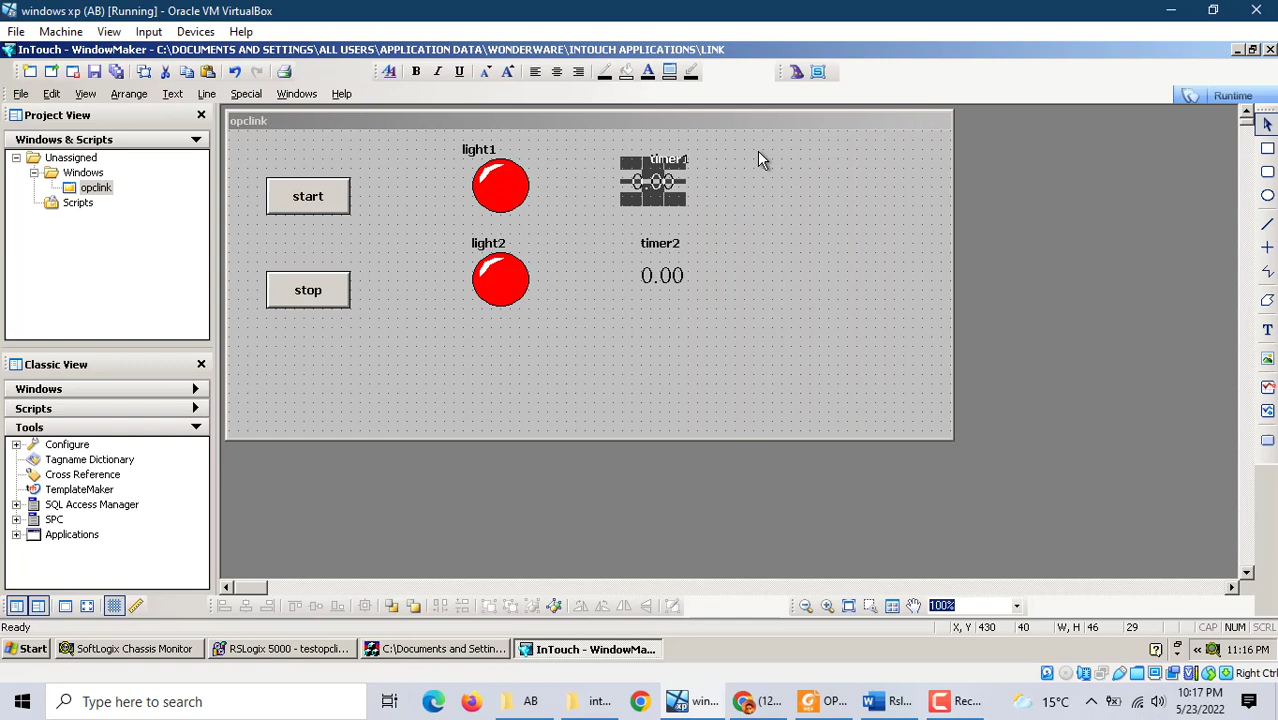 windows xp (AB) [Running] - Oracle VM VirtualBox
File Machine View Input Devices Help
InTouch - WindowMaker - C:\DOCUMENTS AND SETTINGS\ALL USERS\APPLICATION DATA\WONDERWARE\INTOUCH APPLICATIONS\LINK
File Edit View Arrange Text Line Special Windows Help
Runtime
Project View
Windows & Scripts
Unassigned
Windows
opclink
Scripts
Classic View
Windows
Scripts
Tools
Configure
Tagname Dictionary
Cross Reference
TemplateMaker
SQL Access Manager
SPC
Applications
opclink
light1
timer1
start
light2
timer2
0.00
stop
100%
Ready
X, Y 430 40 W, H 46 29 CAP NUM SCRL
Start SoftLogix Chassis Monitor RSLogix 5000 - testopcli... C:\Documents and Settin... InTouch - WindowMa... 11:16 PM
Right Ctrl
Type here to search
AB int... win... (12... OP... Rsl... Rec... 15°C
10:17 PM
5/23/2022